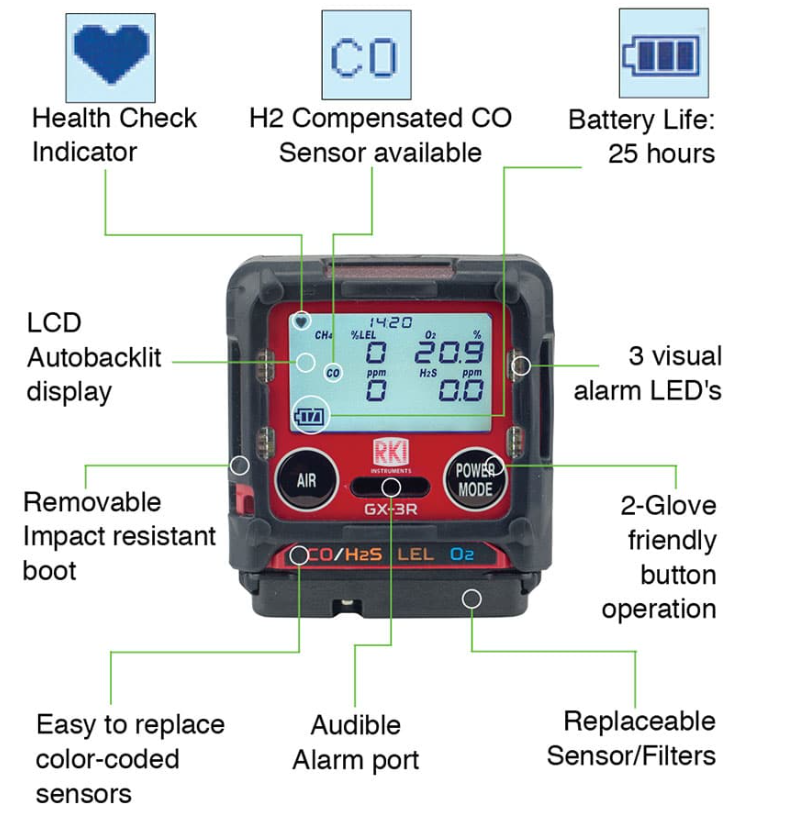 CO
Health Check
Indicator
H2 Compensated CO
Sensor available
Battery Life:
25 hours
LCD
Autobacklit
display
14:20
CH4 %LEL O2 %
0 20.9
CO ppm H2S ppm
0 0.0
3 visual
alarm LED's
RKI
INSTRUMENTS
AIR
POWER
MODE
GX-3R
CO/H2S LEL O2
Removable
Impact resistant
boot
2-Glove
friendly
button
operation
Easy to replace
color-coded
sensors
Audible
Alarm port
Replaceable
Sensor/Filters